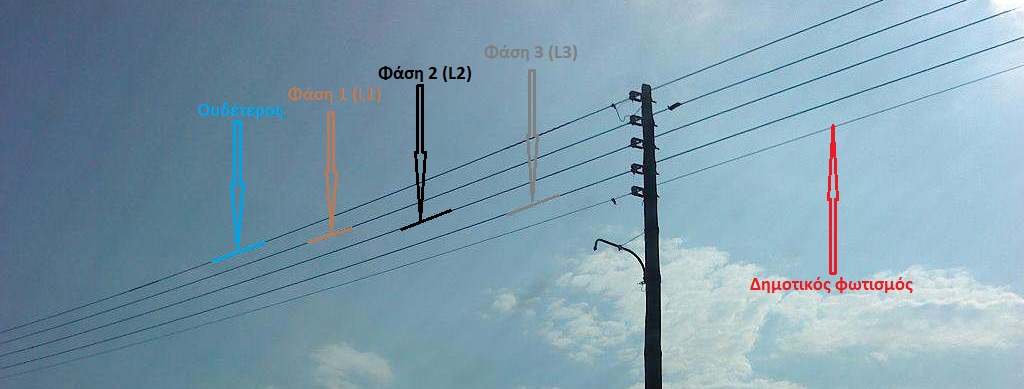 Φάση 3 (L3)
Φάση 2 (L2)
Φάση 1 (L1)
Ουδέτερος
Δημοτικός φωτισμός